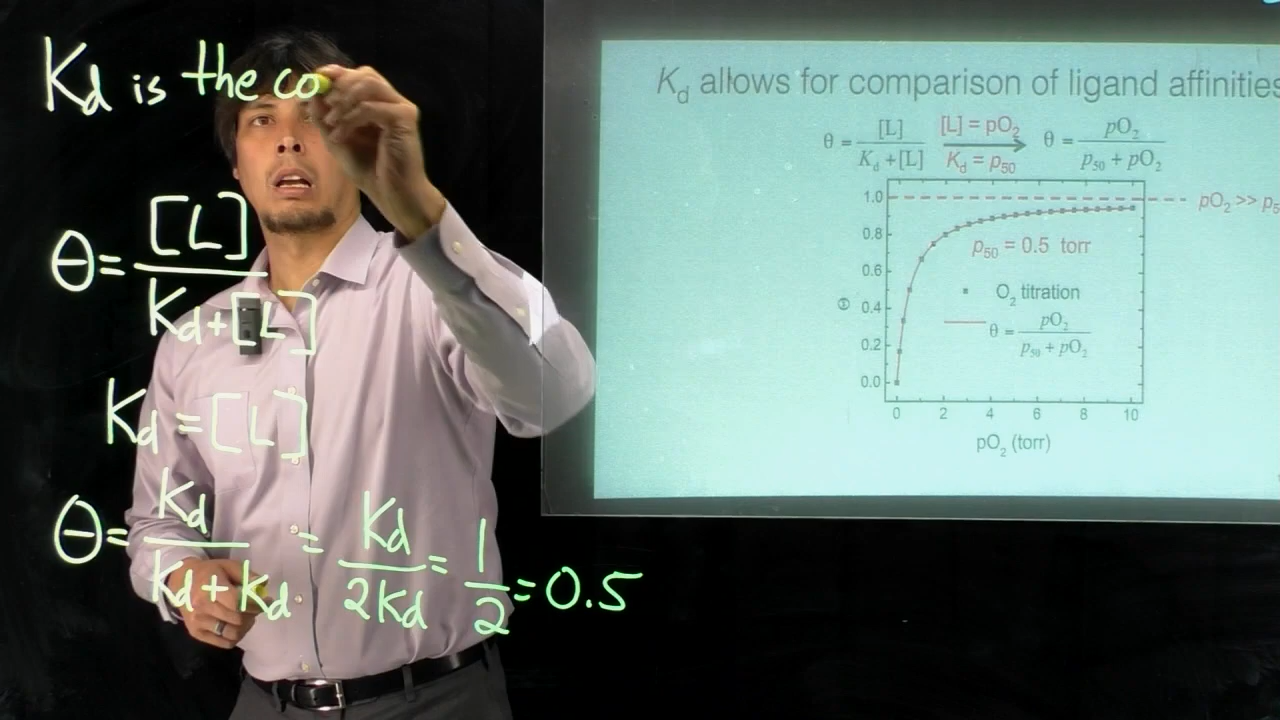 Kd is the co
θ = [L] / Kd + [L]
Kd = [L]
θ = Kd / Kd + Kd = Kd / 2Kd = 1 / 2 = 0.5
Kd allows for comparison of ligand affinities
θ = [L] / Kd + [L] [L] = pO2 Kd = p50 θ = pO2 / p50 + pO2
1.0
pO2 >> p5
0.8
p50 = 0.5 torr
0.6
O2 titration
0.4
Θ
θ = pO2 / p50 + pO2
0.2
0.0
0 2 4 6 8 10
pO2 (torr)